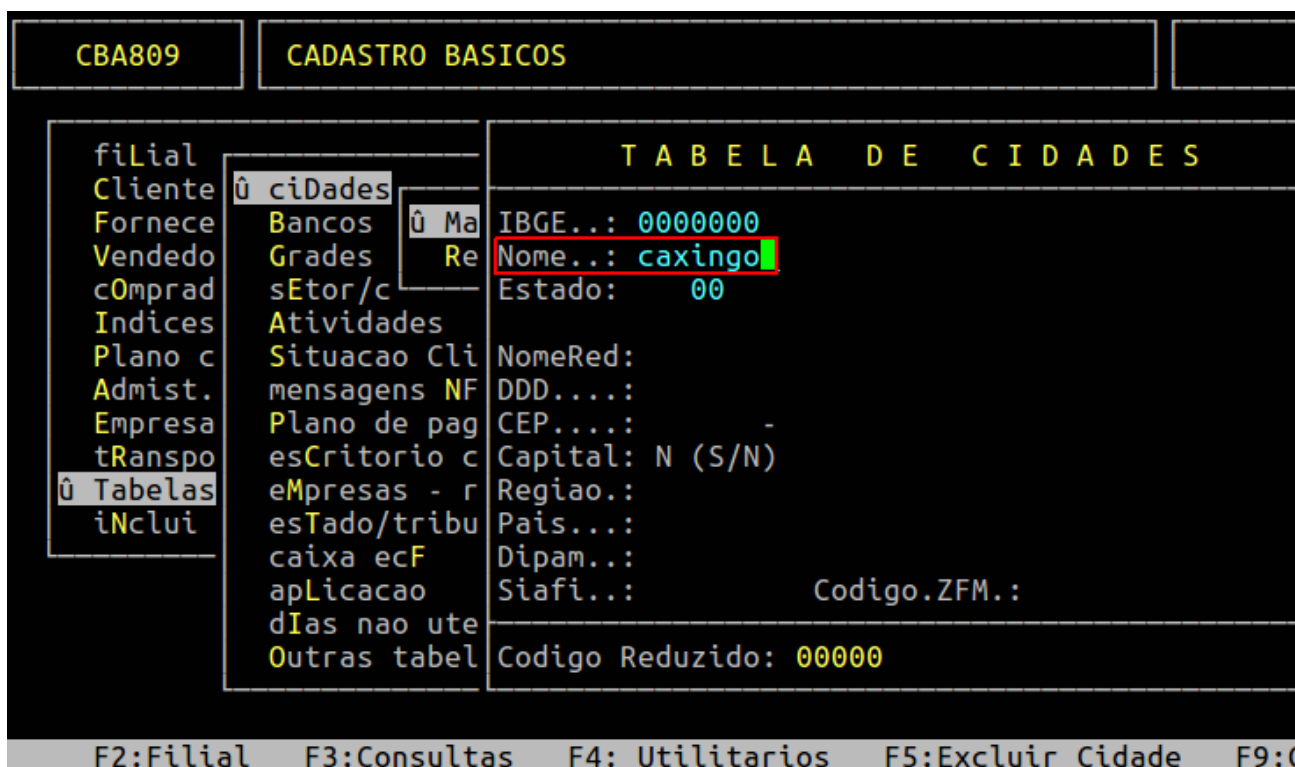 CBA809 CADASTRO BASICOS
fiLial T A B E L A D E C I D A D E S
Cliente û ciDades
Fornece Bancos û Ma IBGE..: 0000000
Vendedo Grades Re Nome..: caxingo
cOmprad sEtor/c Estado: 00
Indices Atividades
Plano c Situacao Cli NomeRed:
Admist. mensagens NF DDD....:
Empresa Plano de pag CEP....: -
tRanspo esCritorio c Capital: N (S/N)
û Tabelas eMpresas - r Regiao.:
iNclui esTado/tribu Pais...:
caixa ecF Dipam..:
apLicacao Siafi..: Codigo.ZFM.:
dIas nao ute
Outras tabel Codigo Reduzido: 00000
F2:Filial F3:Consultas F4: Utilitarios F5:Excluir Cidade F9: